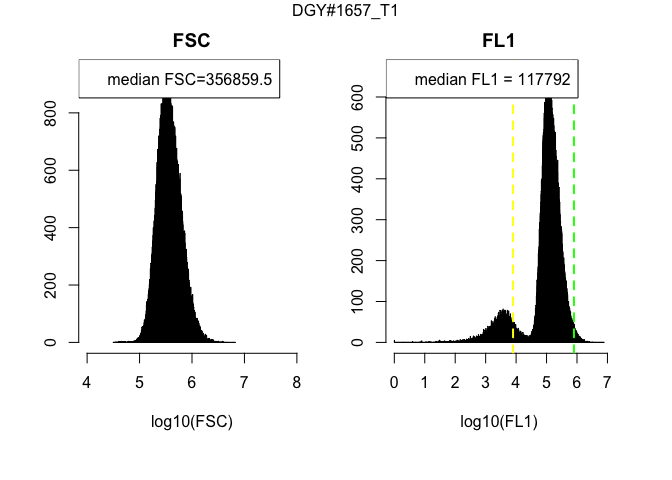 DGY#1657_T1
FSC
FL1
median FSC=356859.5
median FL1 = 117792
0 200 400 600 800
0 100 200 300 400 500 600
4 5 6 7 8
0 1 2 3 4 5 6 7
log10(FSC)
log10(FL1)